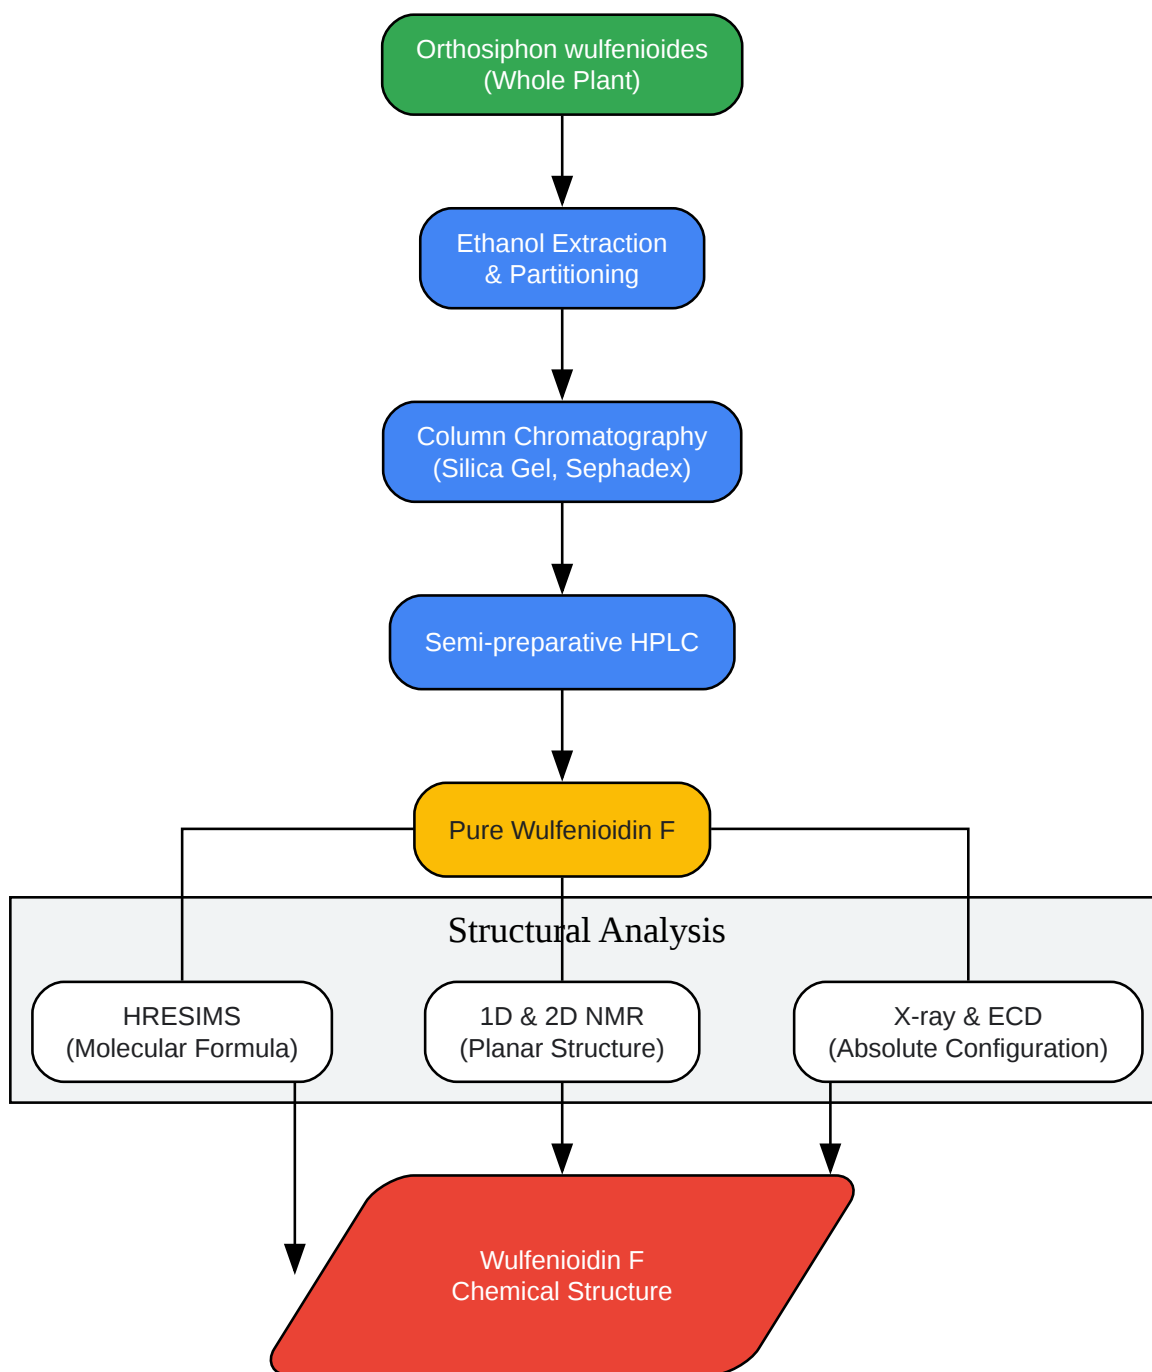 Orthosiphon wulfenioides
(Whole Plant)
Ethanol Extraction
& Partitioning
Column Chromatography
(Silica Gel, Sephadex)
Semi-preparative HPLC
Pure Wulfenioidin F
Structural Analysis
HRESIMS
(Molecular Formula)
1D & 2D NMR
(Planar Structure)
X-ray & ECD
(Absolute Configuration)
Wulfenioidin F
Chemical Structure